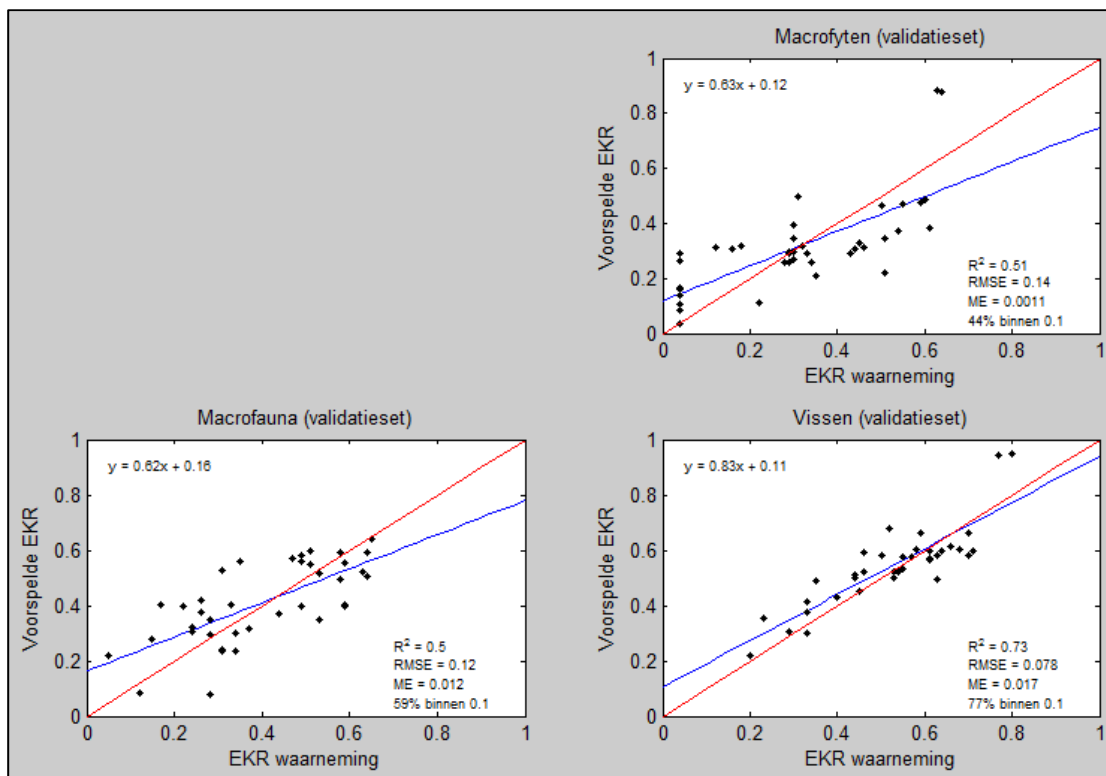 Macrofyten (validatieset)
y = 0.63x + 0.12
Voorspelde EKR
1
0.8
0.6
0.4
0.2
0
R² = 0.51
RMSE = 0.14
ME = 0.0011
44% binnen 0.1
0 0.2 0.4 0.6 0.8 1
EKR waarneming
Macrofauna (validatieset)
y = 0.62x + 0.16
Voorspelde EKR
1
0.8
0.6
0.4
0.2
0
R² = 0.5
RMSE = 0.12
ME = 0.012
59% binnen 0.1
0 0.2 0.4 0.6 0.8 1
EKR waarneming
Vissen (validatieset)
y = 0.83x + 0.11
Voorspelde EKR
1
0.8
0.6
0.4
0.2
0
R² = 0.73
RMSE = 0.078
ME = 0.017
77% binnen 0.1
0 0.2 0.4 0.6 0.8 1
EKR waarneming